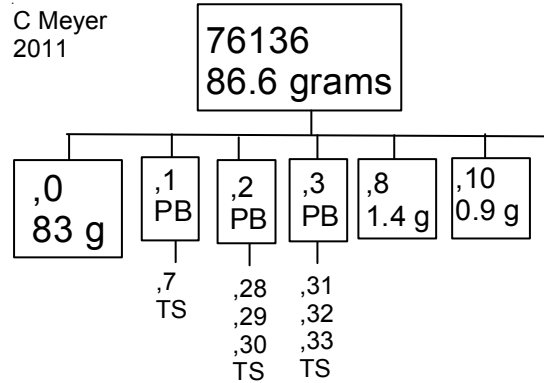 C Meyer
2011
76136
86.6 grams
,0
83 g
,1
PB
,2
PB
,3
PB
,8
1.4 g
,10
0.9 g
,7
TS
,28
,29
,30
TS
,31
,32
,33
TS